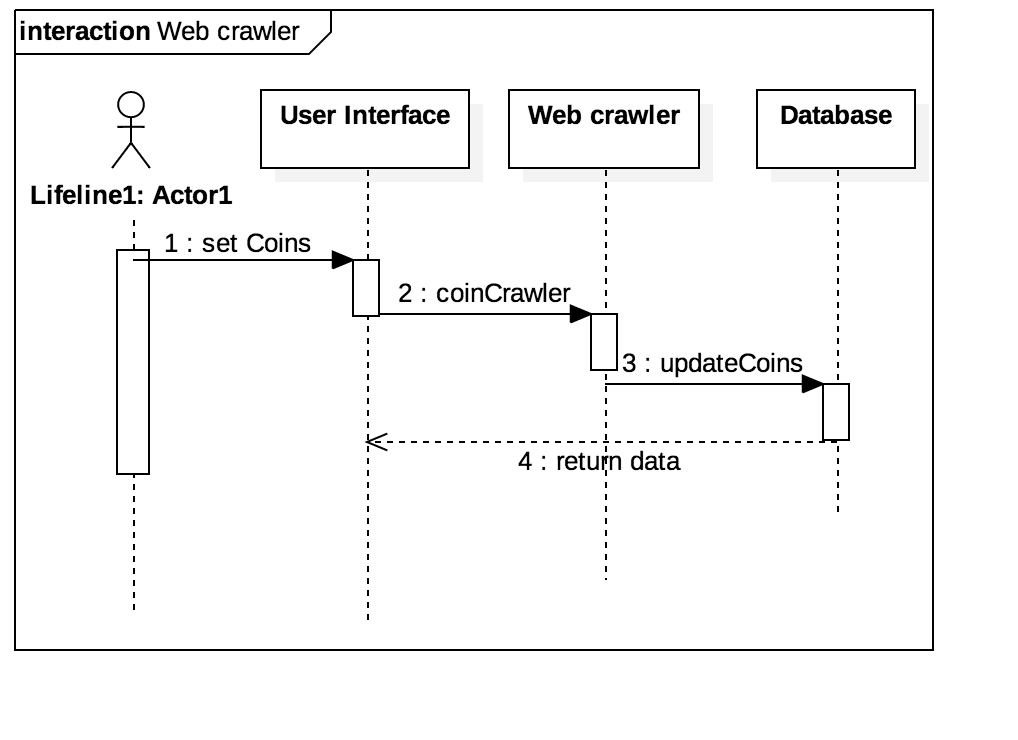 interaction Web crawler
User Interface
Web crawler
Database
Lifeline1: Actor1
1 : set Coins
2 : coinCrawler
3 : updateCoins
4 : return data